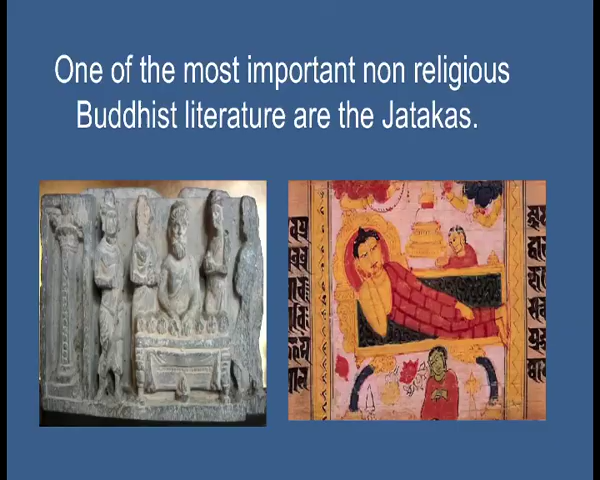 One of the most important non religious
Buddhist literature are the Jatakas.